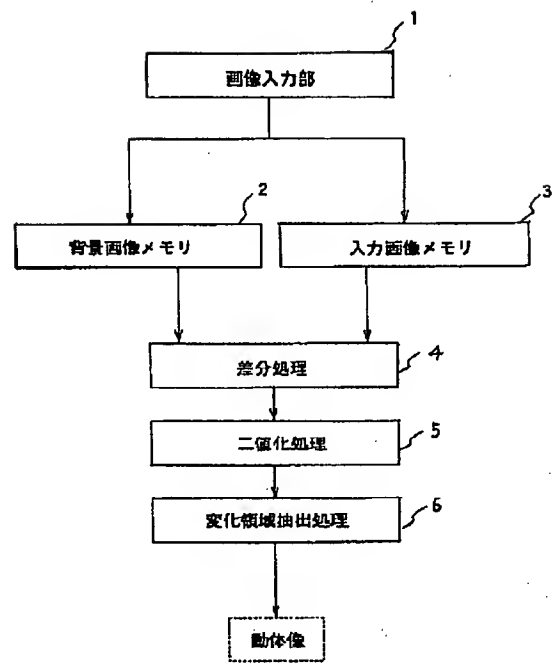 1
画像入力部
2
背景画像メモリ
3
入力画像メモリ
差分処理
4
二値化処理
5
変化領域抽出処理
6
動体像